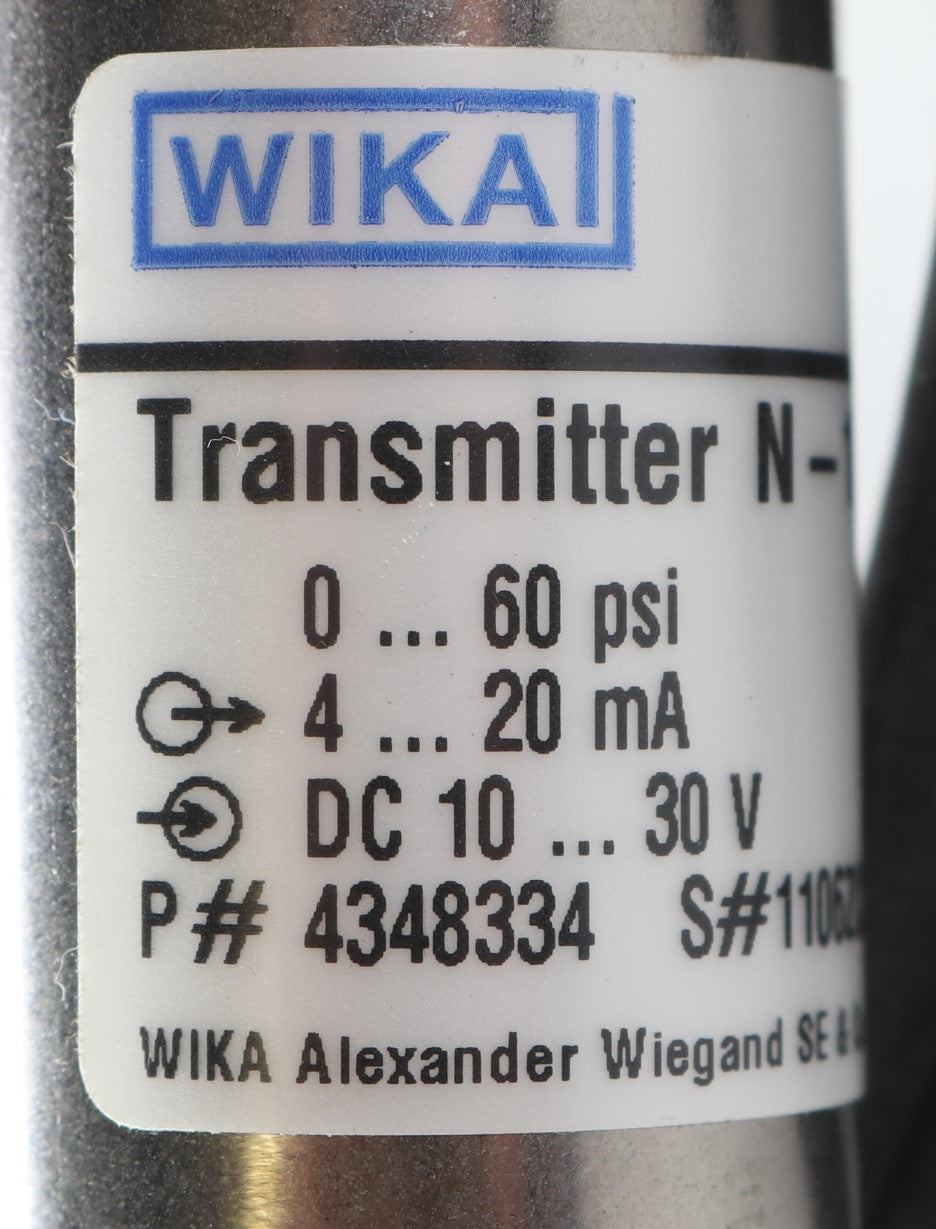 WIKA
Transmitter N-
0 ... 60 psi
4 ... 20 mA
DC 10 ... 30 V
P# 4348334 S#
WIKA Alexander Wiegand SE &